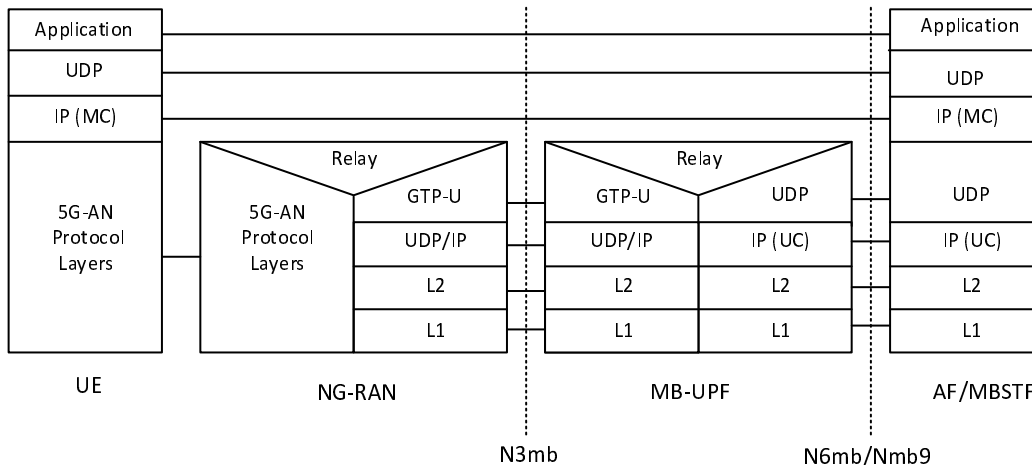 Application
UDP
IP (MC)
5G-AN
Protocol
Layers
UE
Relay
5G-AN
Protocol
Layers
GTP-U
UDP/IP
L2
L1
NG-RAN
N3mb
Relay
GTP-U
UDP/IP
L2
L1
UDP
IP (UC)
L2
L1
MB-UPF
N6mb/Nmb9
Application
UDP
IP (MC)
UDP
IP (UC)
L2
L1
AF/MBSTF